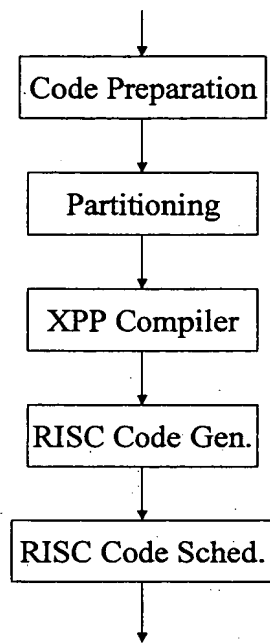 Code Preparation
Partitioning
XPP Compiler
RISC Code Gen.
RISC Code Sched.